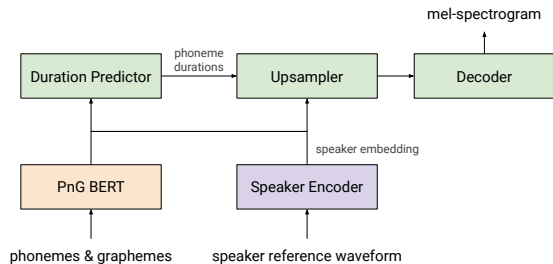 mel-spectrogram
phoneme
durations
Duration Predictor
Upsampler
Decoder
speaker embedding
PnG BERT
Speaker Encoder
phonemes & graphemes
speaker reference waveform